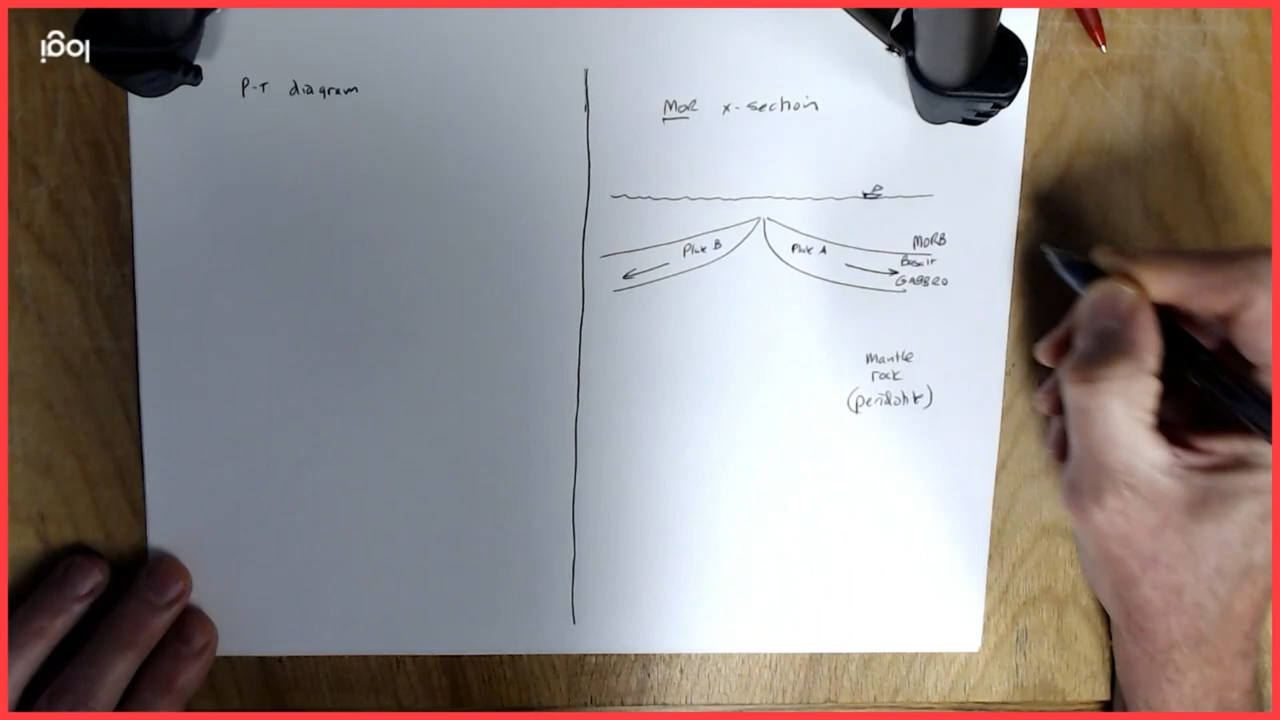 logi
P-T diagram
MOR x-section
Plate B
Plate A
MORB
Basalt
GABBRO
Mantle
rock
(peridotite)